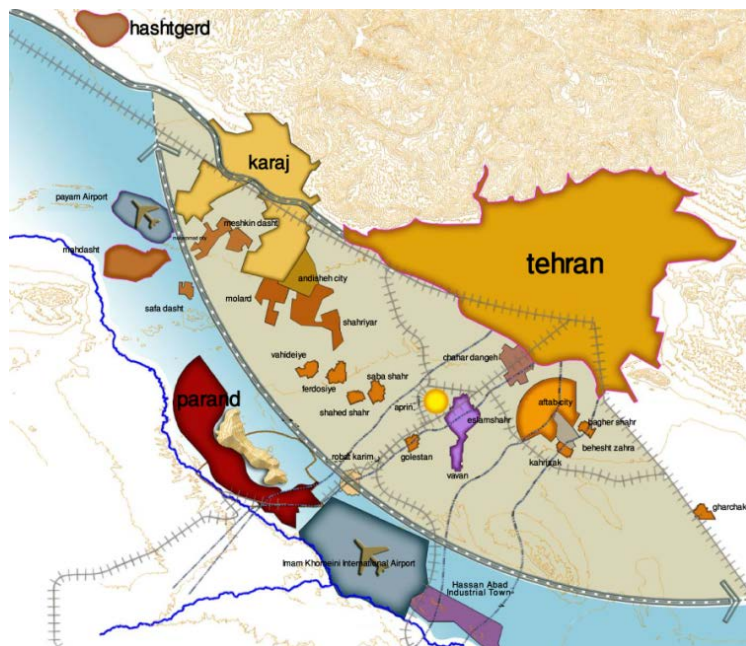 hashtgerd
karaj
payam Airport
meshkin dasht
tehran
mahdasht
andisheh city
safa dasht
molard
shahriyar
vahideiye
chahar dangeh
saba shahr
ferdosiye
parand
aprin
aftab city
shahed shahr
eslamshahr
bagher shahr
golestan
behesht zahra
robat karim
kahrizak
vavan
gharchak
Imam Khomeini International Airport
Hassan Abad
Industrial Town